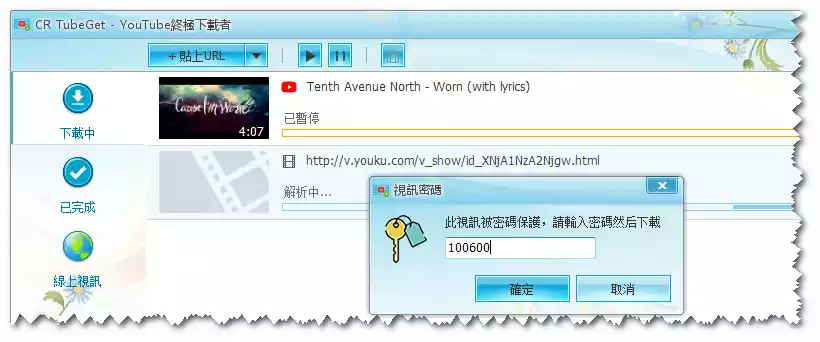 CR TubeGet - YouTube終極下載者
+ 貼上URL
下載中
已完成
線上視訊
Cause I'm Worn
4:07
Tenth Avenue North - Worn (with lyrics)
已暫停
http://v.youku.com/v_show/id_XNjA1NzA2Njgw.html
解析中...
視訊密碼
此視訊被密碼保護，請輸入密碼然后下載
100600
確定
取消